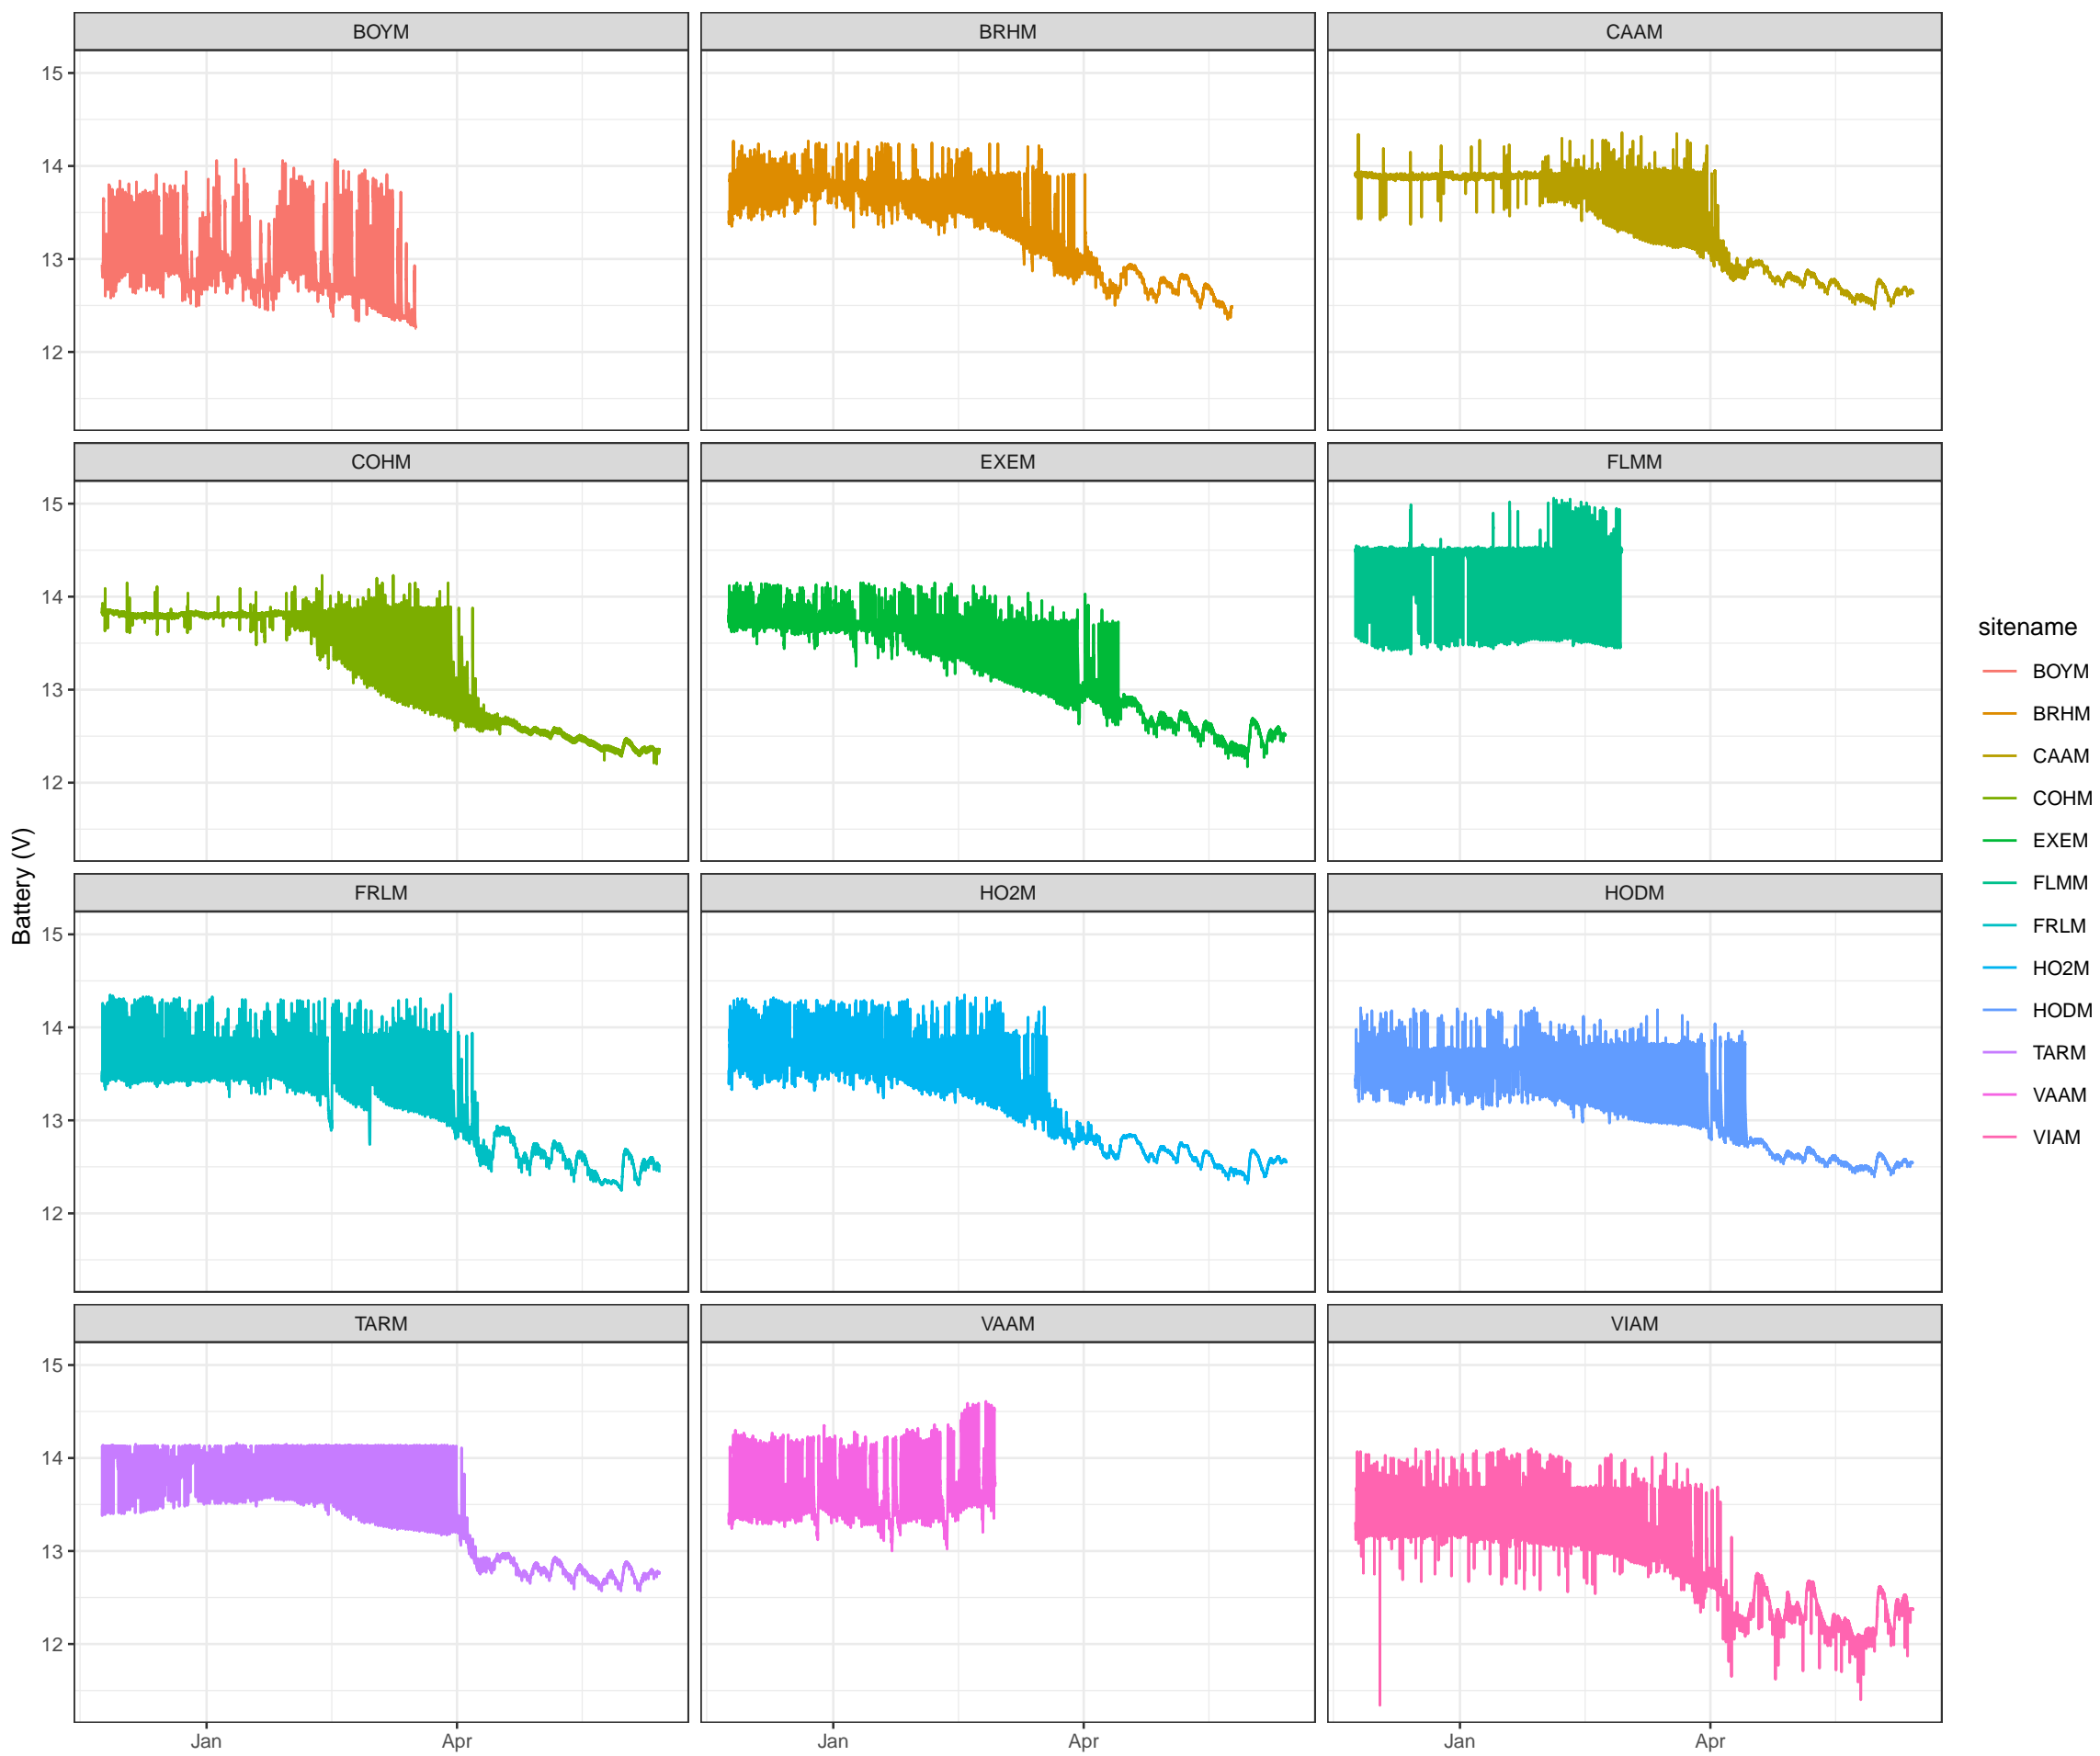 BOYM BRHM CAAM
15
14
13
12
COHM EXEM FLMM
15
14
13
12
FRLM HO2M HODM
15
14
13
12
TARM VAAM VIAM
15
14
13
12
Jan Apr Jan Apr Jan Apr
Battery (V)
sitename
BOYM
BRHM
CAAM
COHM
EXEM
FLMM
FRLM
HO2M
HODM
TARM
VAAM
VIAM